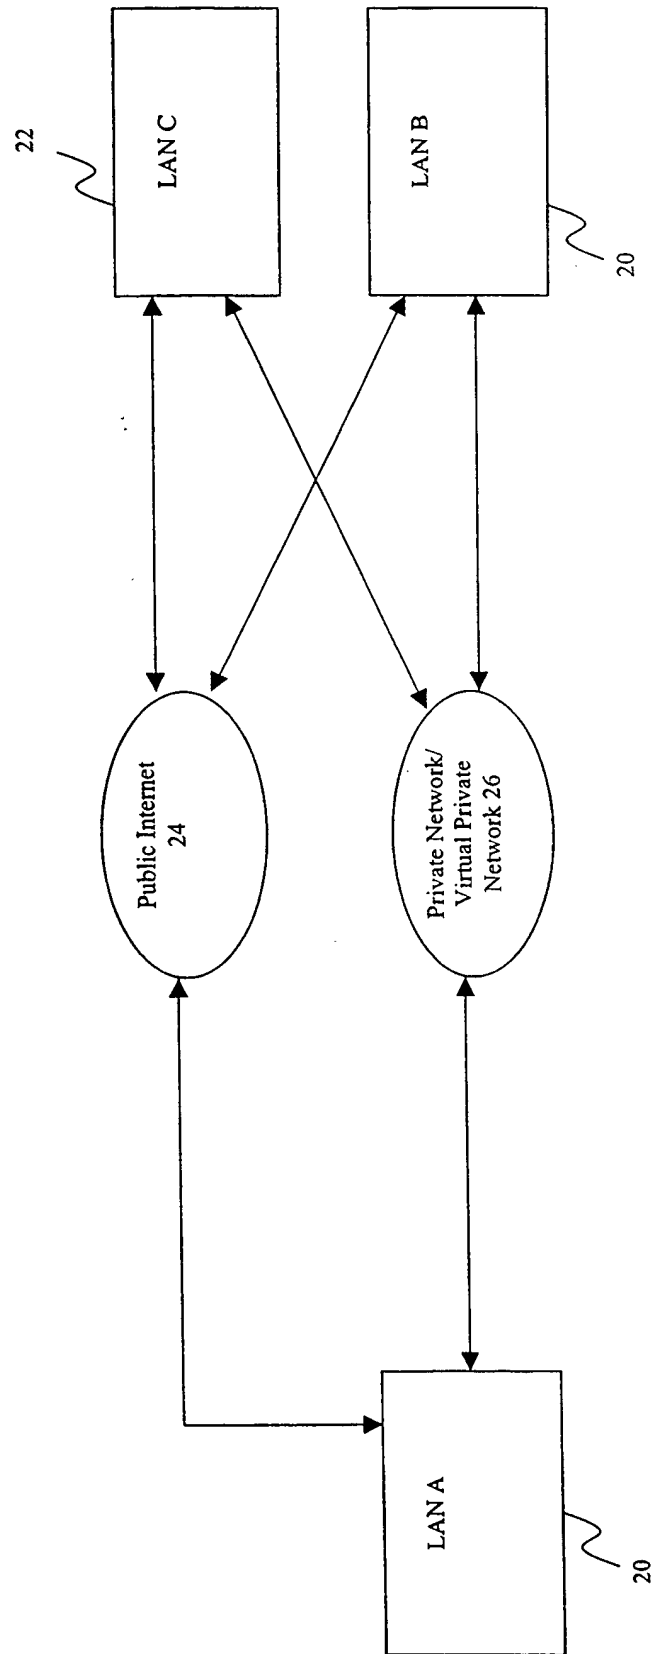 22
LAN C
LAN B
20
Public Internet
24
Private Network/
Virtual Private
Network 26
LAN A
20